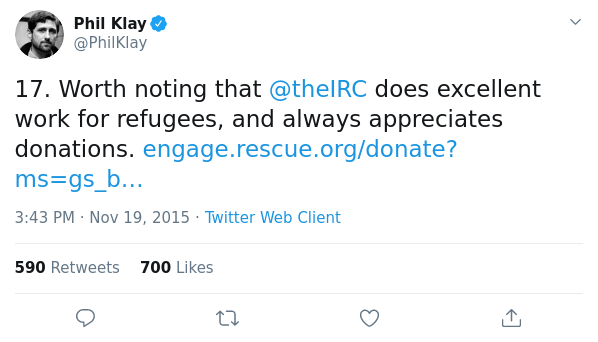 Phil Klay
@PhilKlay
17. Worth noting that @theIRC does excellent
work for refugees, and always appreciates
donations. engage.rescue.org/donate?
ms=gs_b…
3:43 PM · Nov 19, 2015 · Twitter Web Client
590 Retweets 700 Likes